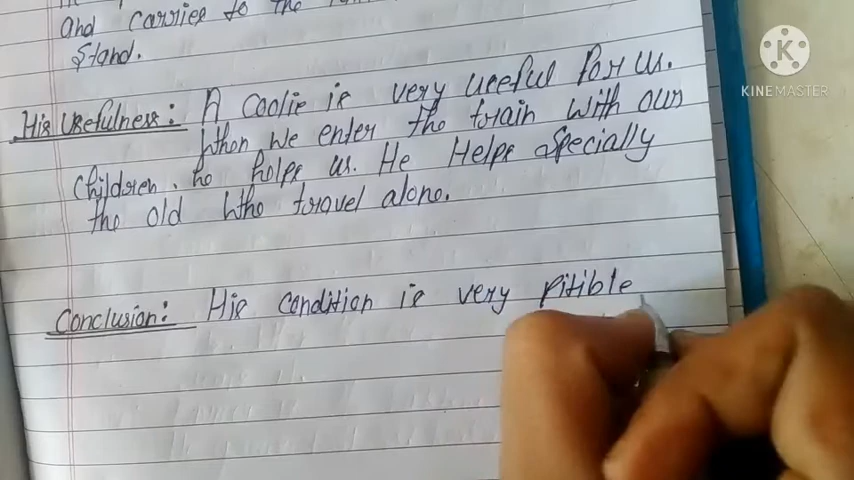 and carries to the
stand.
His Usefulness: A coolie is very useful for us.
When we enter the train with our
children, he helps us. He Helps specially
the old who travel alone.
Conclusion: His condition is very pitible
KINEMASTER